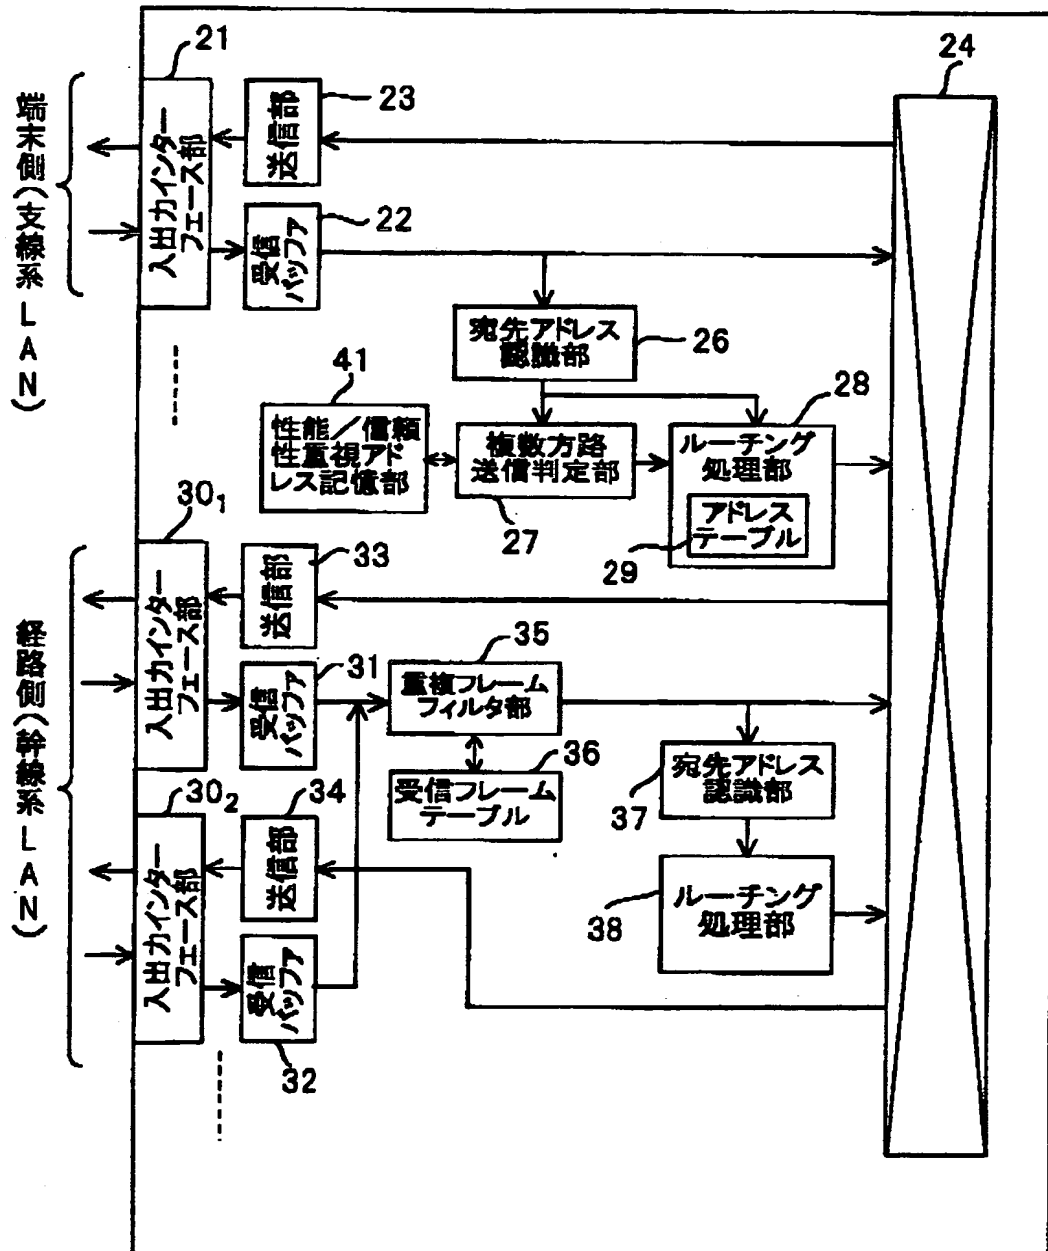 21
23
24
端末側(支線系LAN)
入出力インター
フェース部
送信部
22
受信
バッファ
宛先アドレス
認識部
26
41
性能/信頼
性重視アド
レス記憶部
複数方路
送信判定部
27
28
ルーチング
処理部
アドレス
テーブル
29
30₁
33
経路側(幹線系LAN)
入出力インター
フェース部
送信部
31
受信
バッファ
35
重複フレーム
フィルタ部
36
受信フレーム
テーブル
宛先アドレス
認識部
37
30₂
34
入出力インター
フェース部
送信部
ルーチング
処理部
38
受信
バッファ
32